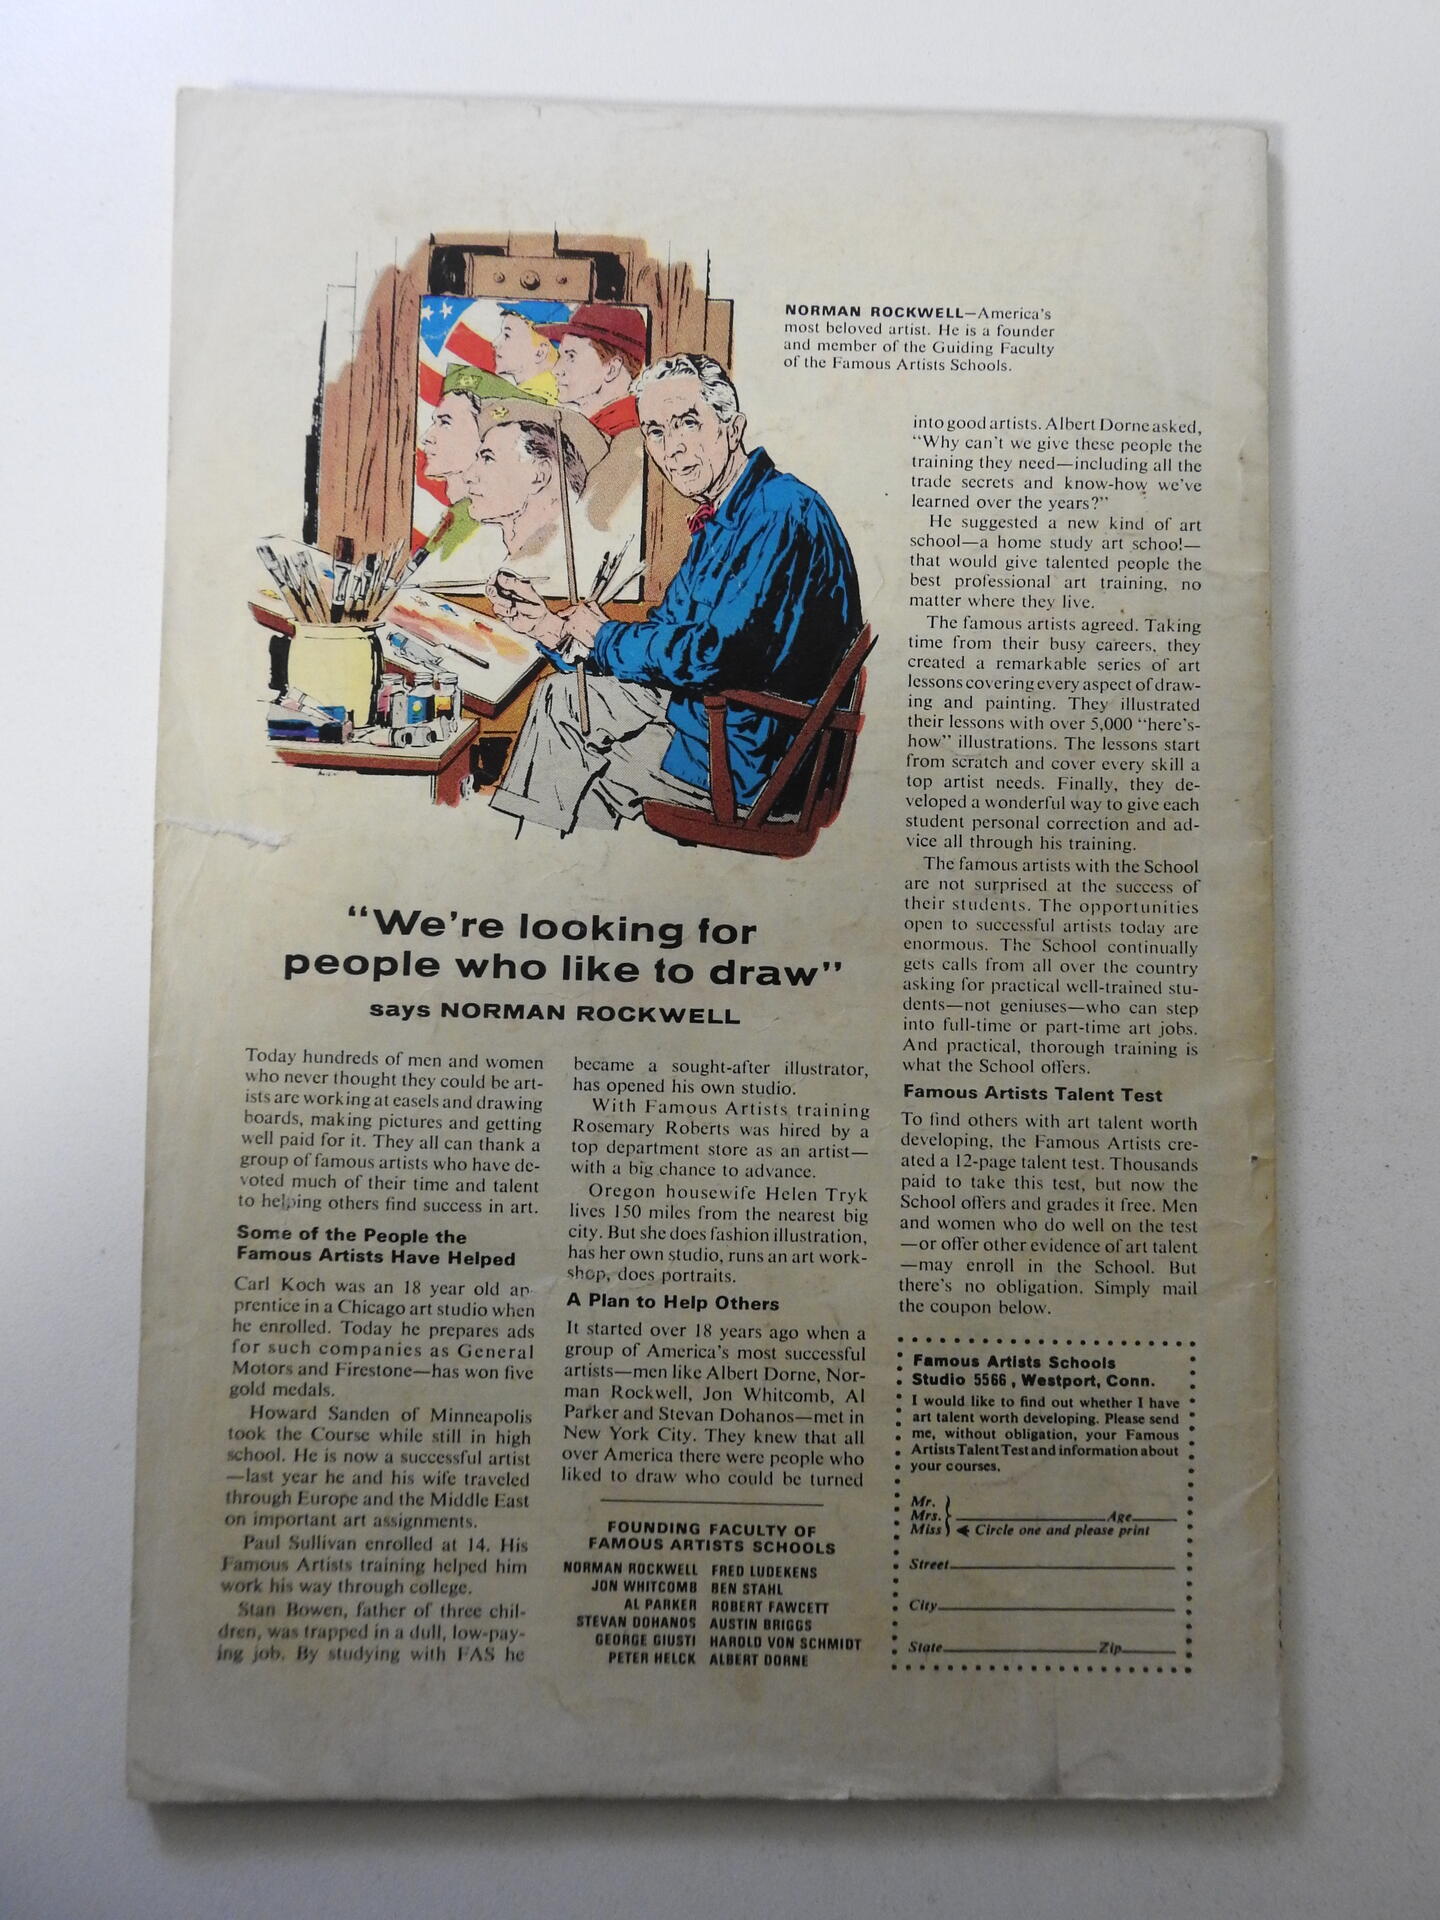 NORMAN ROCKWELL—America's
most beloved artist. He is a founder
and member of the Guiding Faculty
of the Famous Artists Schools.
"We're looking for
people who like to draw"
says NORMAN ROCKWELL
Today hundreds of men and women
who never thought they could be art-
ists are working at easels and drawing
boards, making pictures and getting
well paid for it. They all can thank a
group of famous artists who have de-
voted much of their time and talent
to helping others find success in art.
Some of the People the
Famous Artists Have Helped
Carl Koch was an 18 year old ap-
prentice in a Chicago art studio when
he enrolled. Today he prepares ads
for such companies as General
Motors and Firestone—has won five
gold medals.
Howard Sanden of Minneapolis
took the Course while still in high
school. He is now a successful artist
—last year he and his wife traveled
through Europe and the Middle East
on important art assignments.
Paul Sullivan enrolled at 14. His
Famous Artists training helped him
work his way through college.
Stan Bowen, father of three chil-
dren, was trapped in a dull, low-pay-
ing job. By studying with FAS he
became a sought-after illustrator,
has opened his own studio.
With Famous Artists training
Rosemary Roberts was hired by a
top department store as an artist—
with a big chance to advance.
Oregon housewife Helen Tryk
lives 150 miles from the nearest big
city. But she does fashion illustration,
has her own studio, runs an art work-
shop, does portraits.
A Plan to Help Others
It started over 18 years ago when a
group of America's most successful
artists—men like Albert Dorne, Nor-
man Rockwell, Jon Whitcomb, Al
Parker and Stevan Dohanos—met in
New York City. They knew that all
over America there were people who
liked to draw who could be turned
FOUNDING FACULTY OF
FAMOUS ARTISTS SCHOOLS
NORMAN ROCKWELL FRED LUDEKENS
JON WHITCOMB BEN STAHL
AL PARKER ROBERT FAWCETT
STEVAN DOHANOS AUSTIN BRIGGS
GEORGE GIUSTI HAROLD VON SCHMIDT
PETER HELCK ALBERT DORNE
into good artists. Albert Dorne asked,
"Why can't we give these people the
training they need—including all the
trade secrets and know-how we've
learned over the years?"
He suggested a new kind of art
school—a home study art school—
that would give talented people the
best professional art training, no
matter where they live.
The famous artists agreed. Taking
time from their busy careers, they
created a remarkable series of art
lessons covering every aspect of draw-
ing and painting. They illustrated
their lessons with over 5,000 "here's-
how" illustrations. The lessons start
from scratch and cover every skill a
top artist needs. Finally, they de-
veloped a wonderful way to give each
student personal correction and ad-
vice all through his training.
The famous artists with the School
are not surprised at the success of
their students. The opportunities
open to successful artists today are
enormous. The School continually
gets calls from all over the country
asking for practical well-trained stu-
dents—not geniuses—who can step
into full-time or part-time art jobs.
And practical, thorough training is
what the School offers.
Famous Artists Talent Test
To find others with art talent worth
developing, the Famous Artists cre-
ated a 12-page talent test. Thousands
paid to take this test, but now the
School offers and grades it free. Men
and women who do well on the test
—or offer other evidence of art talent
—may enroll in the School. But
there's no obligation. Simply mail
the coupon below.
Famous Artists Schools
Studio 5566, Westport, Conn.
I would like to find out whether I have
art talent worth developing. Please send
me, without obligation, your Famous
Artists Talent Test and information about
your courses.
Mr.
Mrs. Age
Miss Circle one and please print
Street
City
State Zip